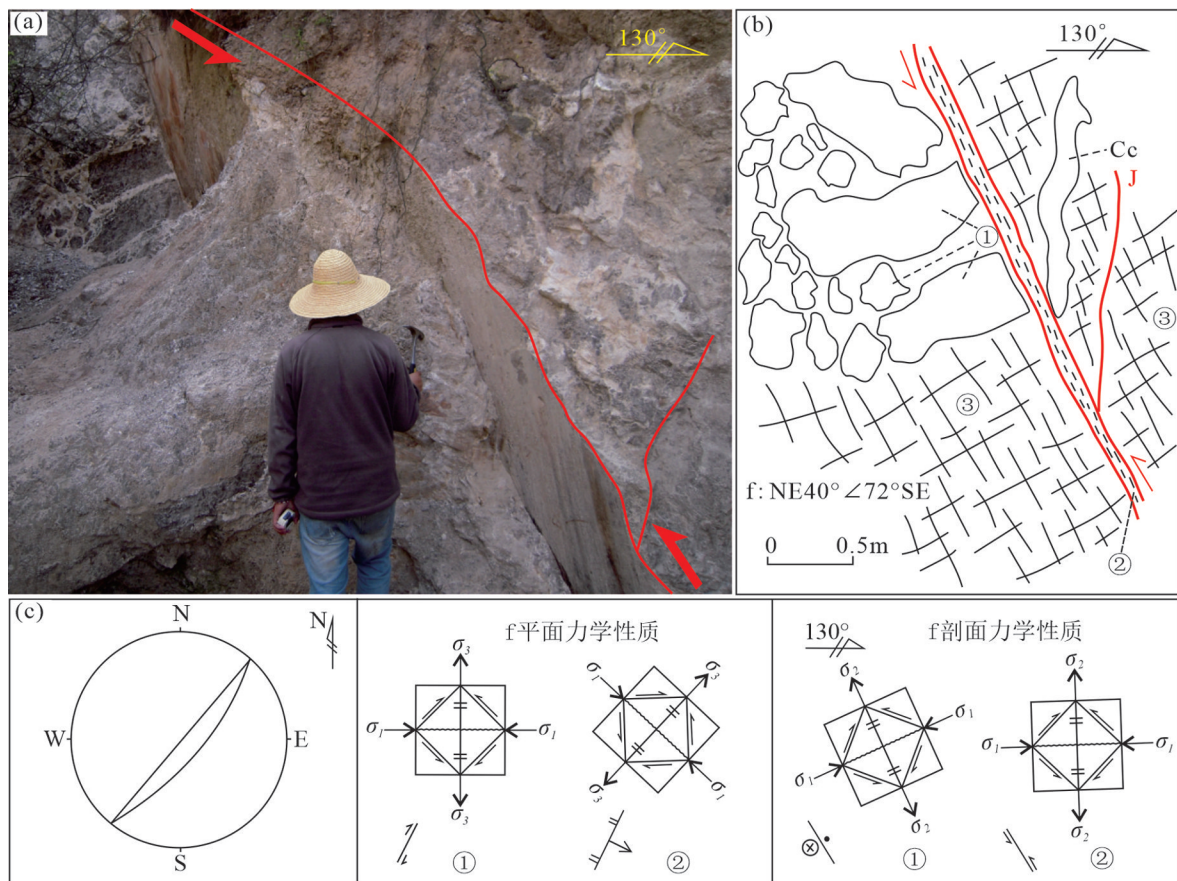 (a)
130°
(b)
130°
Cc
J
①
③
③
f: NE40°∠72°SE
0 0.5m
②
(c)
N
N
W
E
S
f平面力学性质
σ3
σ1
σ1
σ3
①
σ1
σ3
σ3
σ1
②
f剖面力学性质
130°
σ2
σ1
σ1
σ2
①
σ2
σ1
σ1
σ2
②